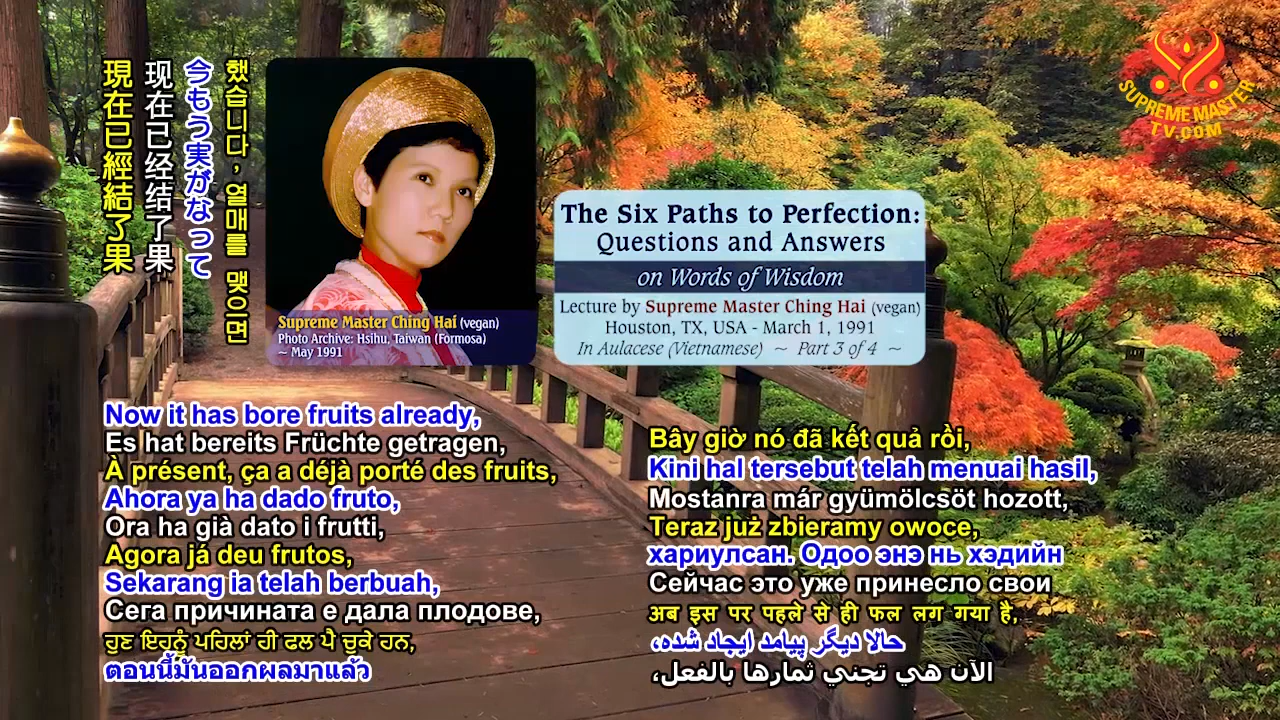 現在已經結了果
现在已经结了果
今もう実がなって
했습니다, 열매를 맺으면
SUPREME MASTER
TV.COM
Supreme Master Ching Hai (vegan)
Photo Archive: Hsihu, Taiwan (Formosa)
~ May 1991
The Six Paths to Perfection:
Questions and Answers
on Words of Wisdom
Lecture by Supreme Master Ching Hai (vegan)
Houston, TX, USA - March 1, 1991
In Aulacese (Vietnamese) ~ Part 3 of 4 ~
Now it has bore fruits already,
Es hat bereits Früchte getragen,
À présent, ça a déjà porté des fruits,
Ahora ya ha dado fruto,
Ora ha già dato i frutti,
Agora já deu frutos,
Sekarang ia telah berbuah,
Сега причината е дала плодове,
ਹੁਣ ਇਹਨੂੰ ਪਹਿਲਾਂ ਹੀ ਫਲ ਪੈ ਚੁਕੇ ਹਨ,
ตอนนี้มันออกผลมาแล้ว
Bây giờ nó đã kết quả rồi,
Kini hal tersebut telah menuai hasil,
Mostanra már gyümölcsöt hozott,
Teraz już zbieramy owoce,
хариулсан. Одоо энэ нь хэдийн
Сейчас это уже принесло свои
अब इस पर पहले से ही फल लग गया है,
حالا دیگر پیامد ایجاد شده،
الآن هي تجني ثمارها بالفعل،